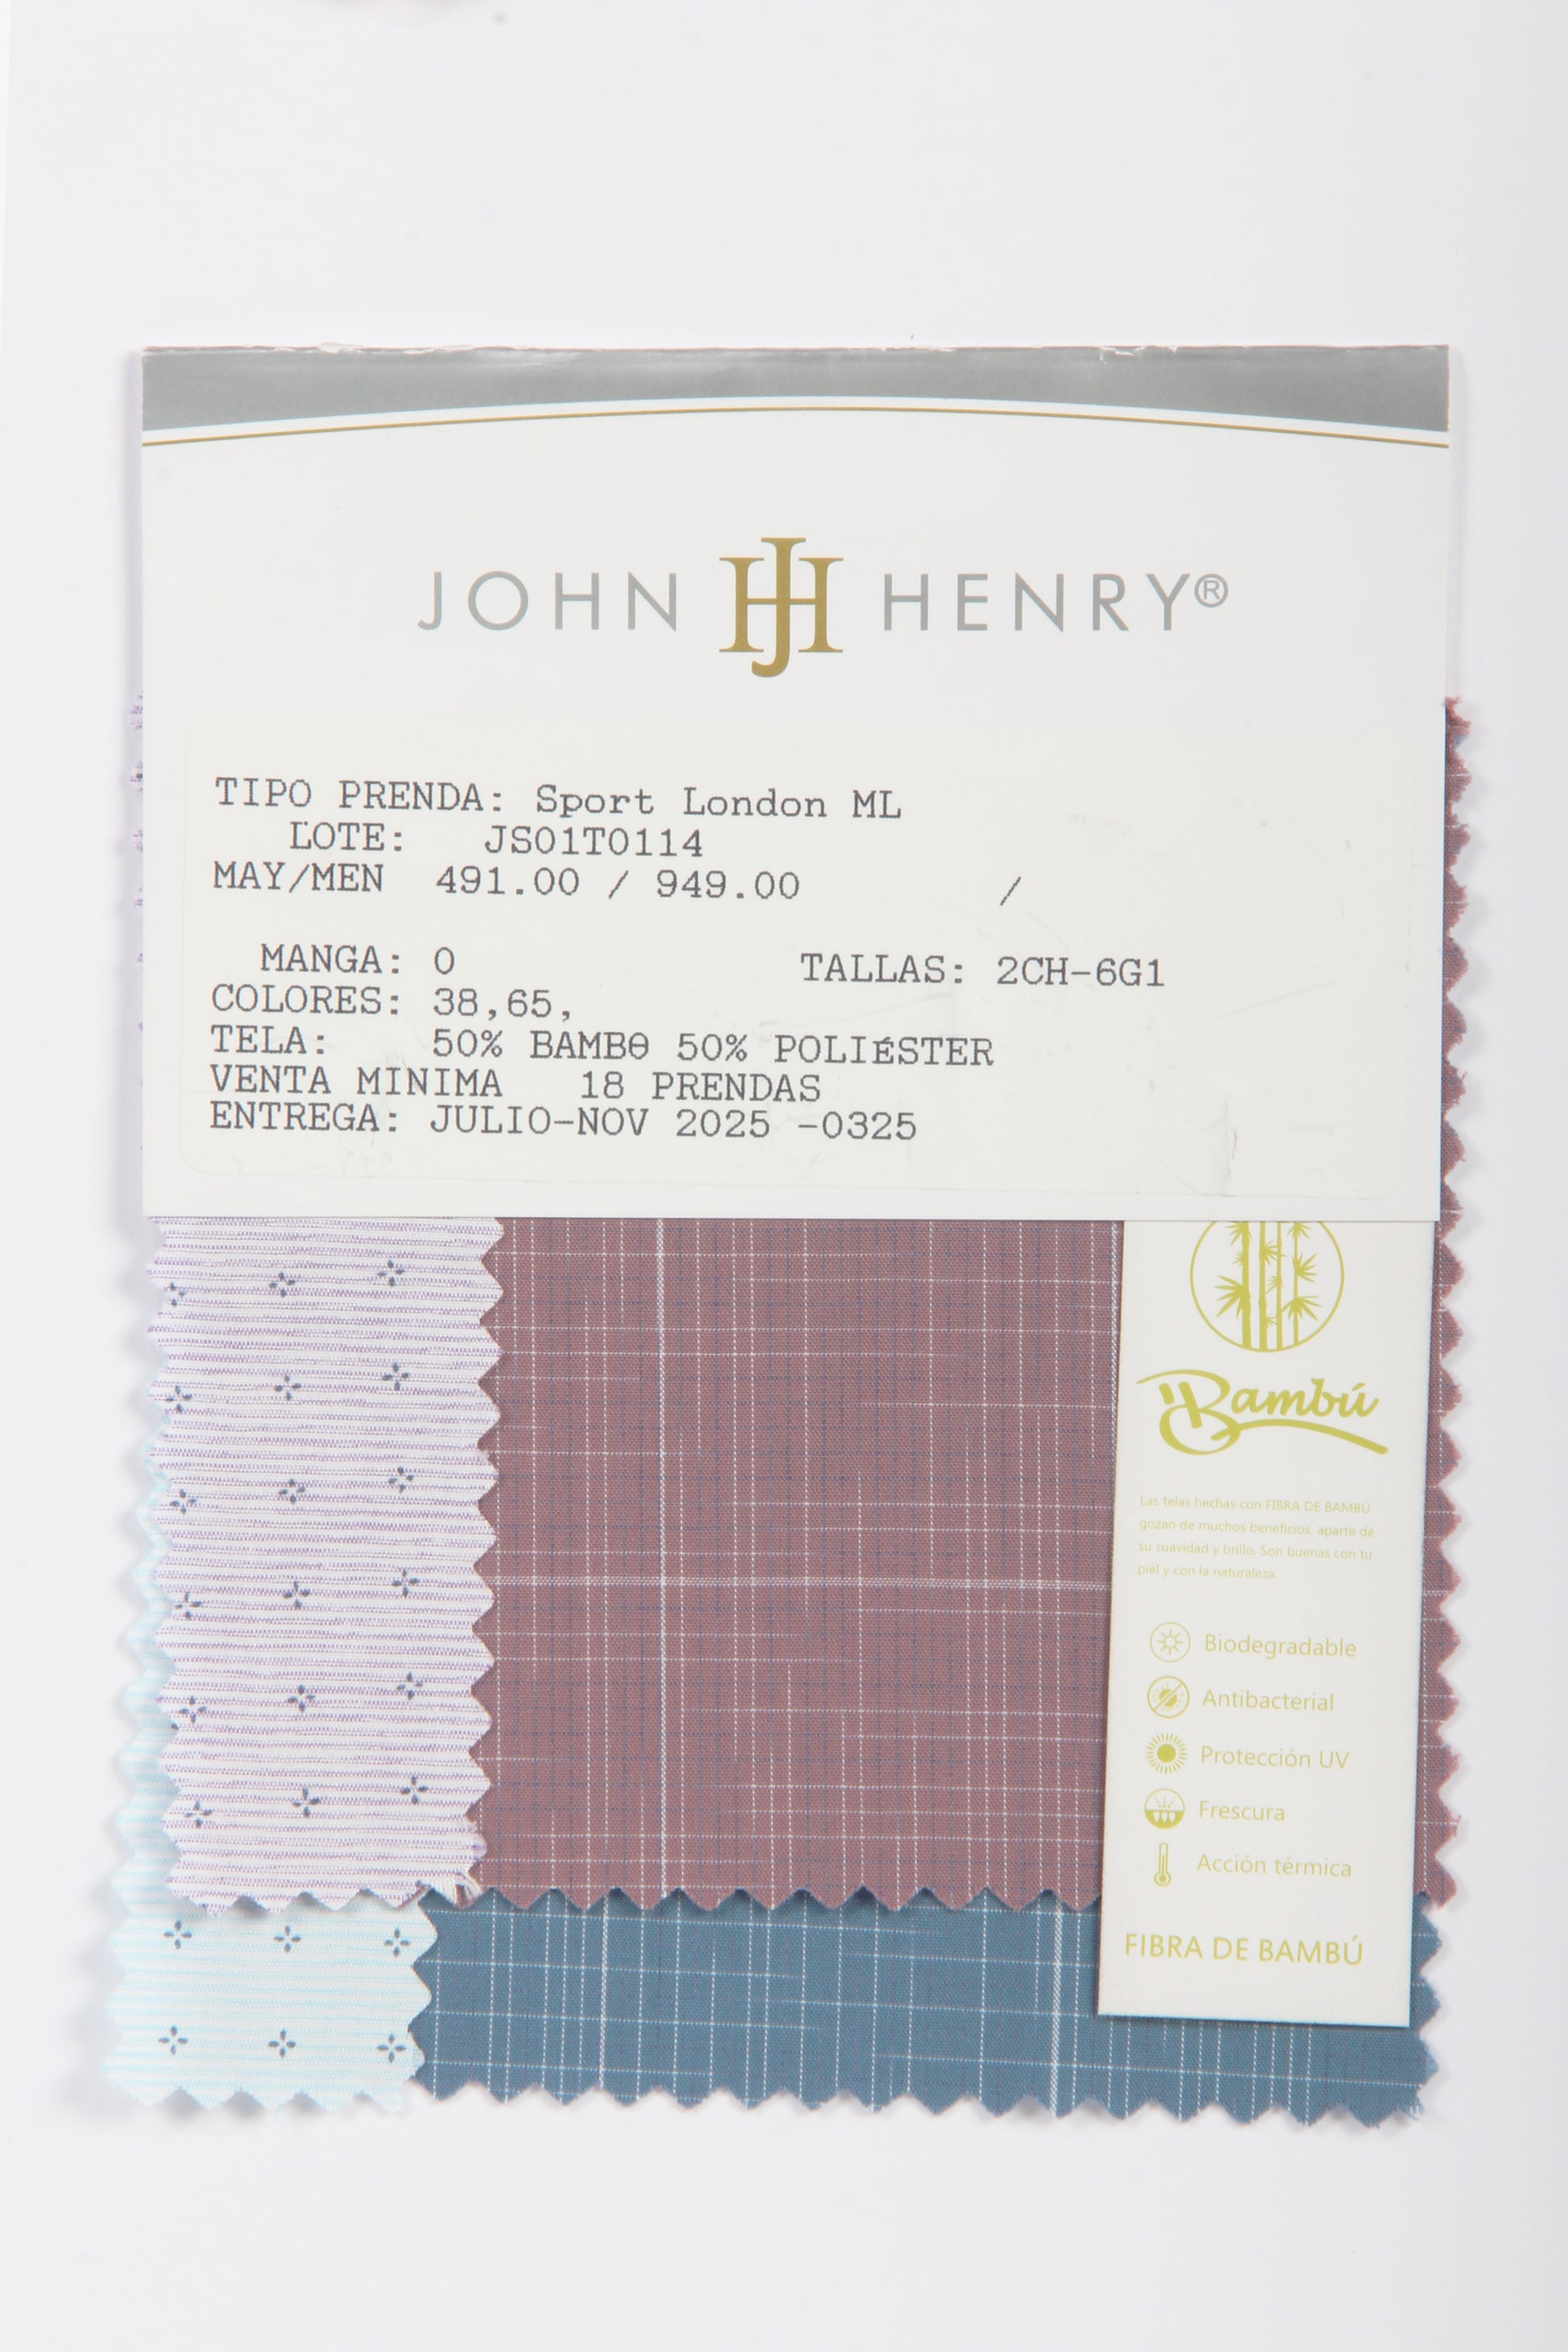 JOHN JH HENRY®
TIPO PRENDA: Sport London ML
LOTE: JS01T0114
MAY/MEN 491.00 / 949.00 /
MANGA: 0 TALLAS: 2CH-6G1
COLORES: 38,65,
TELA: 50% BAMBΘ 50% POLIÉSTER
VENTA MINIMA 18 PRENDAS
ENTREGA: JULIO-NOV 2025 -0325
Bambú
Las telas hechas con FIBRA DE BAMBÚ
gozan de muchos beneficios, aparte de
su suavidad y brillo. Son buenas con tu
piel y con la naturaleza.
Biodegradable
Antibacterial
Protección UV
Frescura
Acción térmica
FIBRA DE BAMBÚ